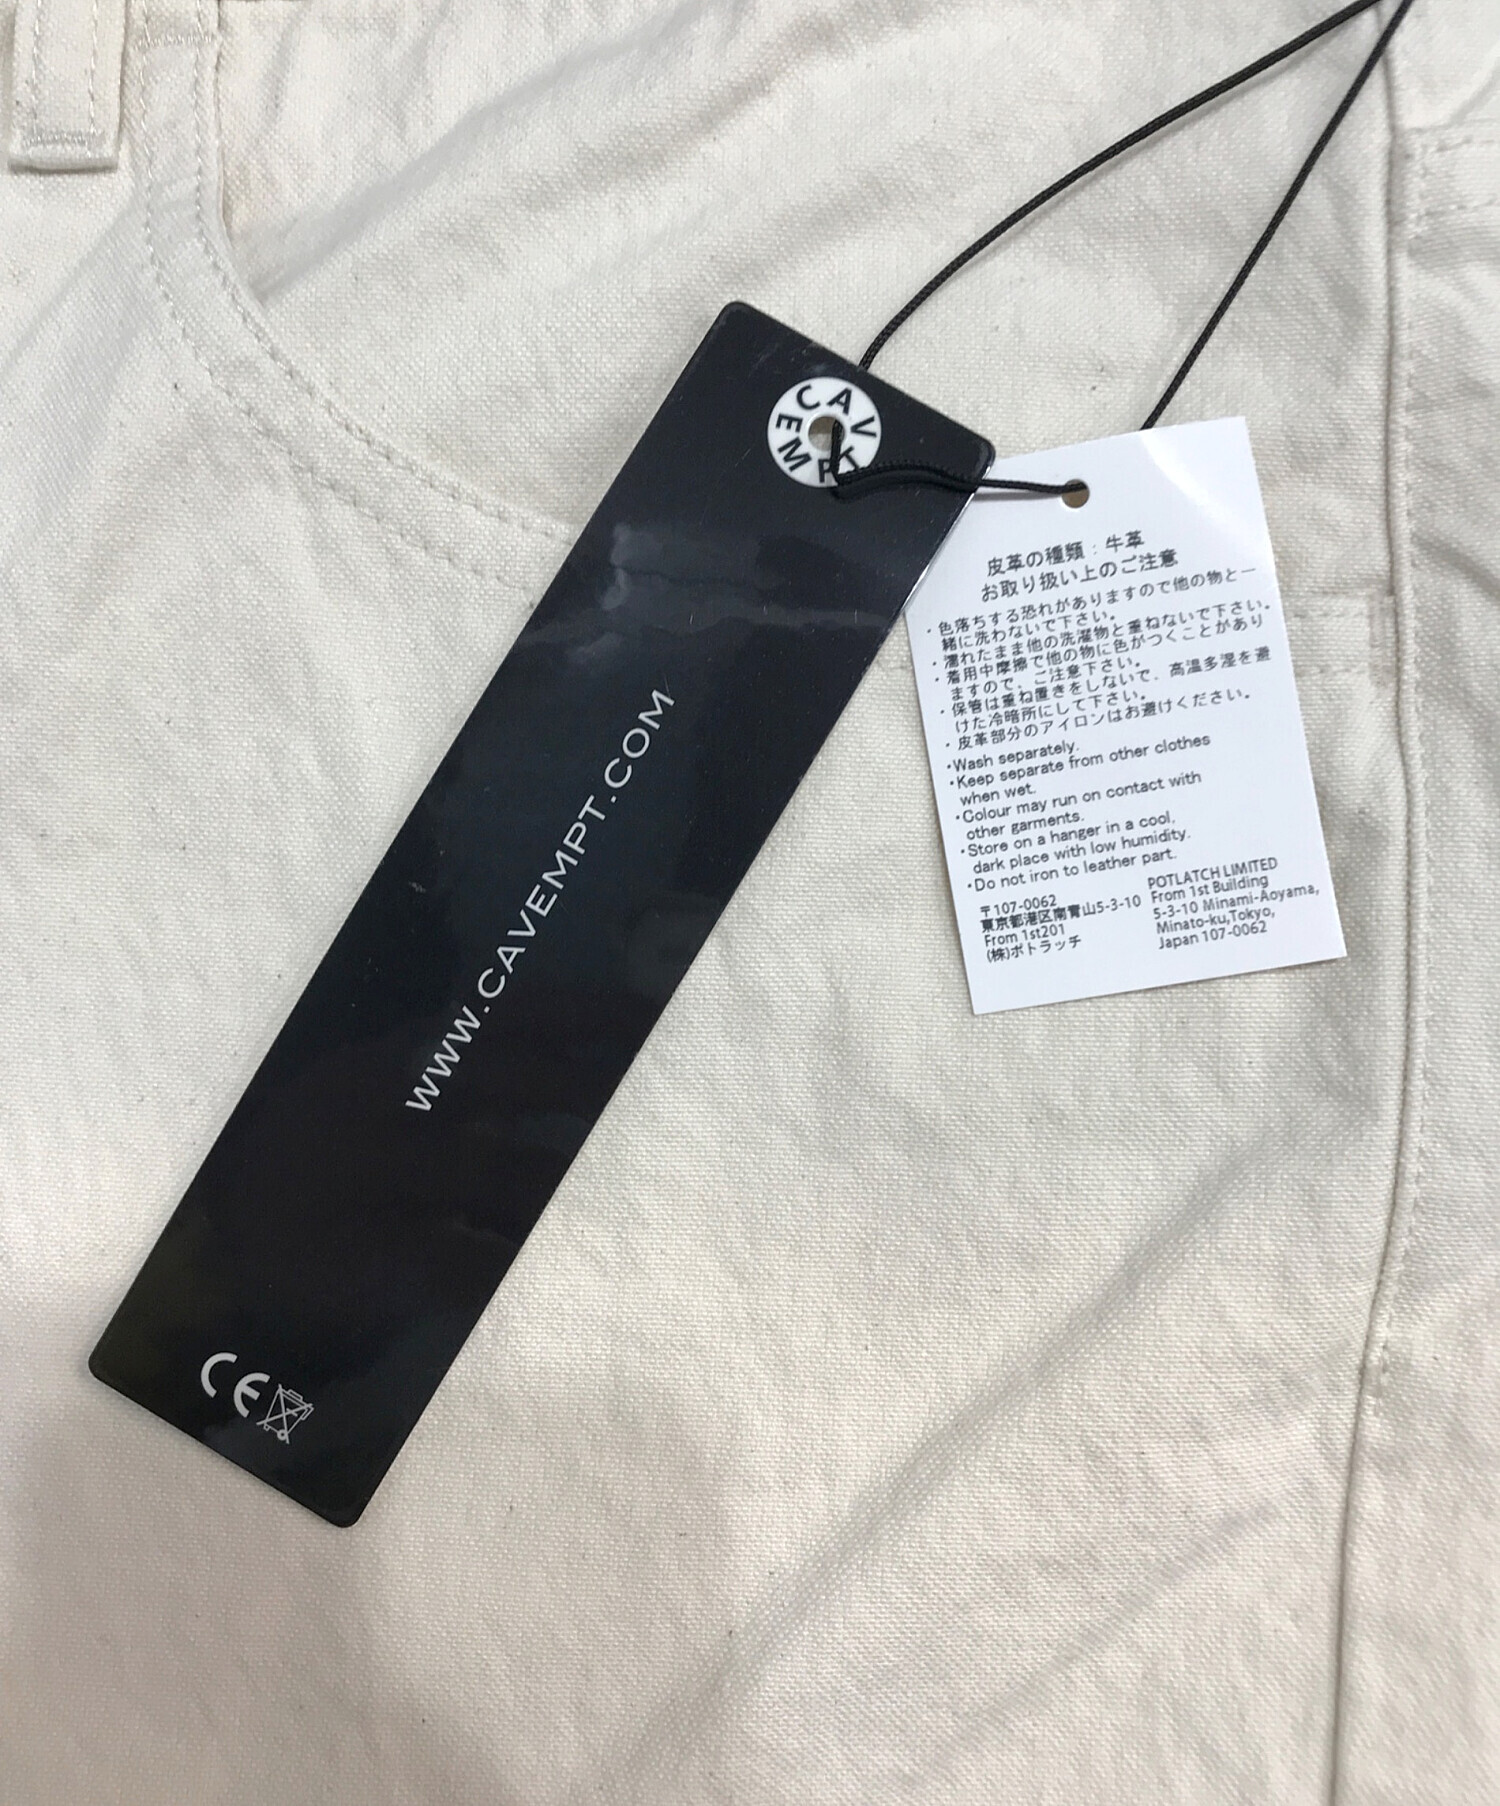 CAV
EMPT
WWW.CAVEMPT.COM
CE
皮革の種類：牛革
お取り扱い上のご注意
・色落ちする恐れがありますので他の物と一
緒に洗わないで下さい。
・濡れたまま他の洗濯物と重ねないで下さい。
・着用中摩擦で他の物に色がつくことがあり
ますので、ご注意下さい。
・保管は重ね置きをしないで、高温多湿を避
けた冷暗所にして下さい。
・皮革部分のアイロンはお避けください。
・Wash separately.
・Keep separate from other clothes
when wet.
・Colour may run on contact with
other garments.
・Store on a hanger in a cool,
dark place with low humidity.
・Do not iron to leather part.
〒107-0062
東京都港区南青山5-3-10
From 1st201
(株)ポトラッチ
POTLATCH LIMITED
From 1st Building
5-3-10 Minami-Aoyama,
Minato-ku,Tokyo,
Japan 107-0062